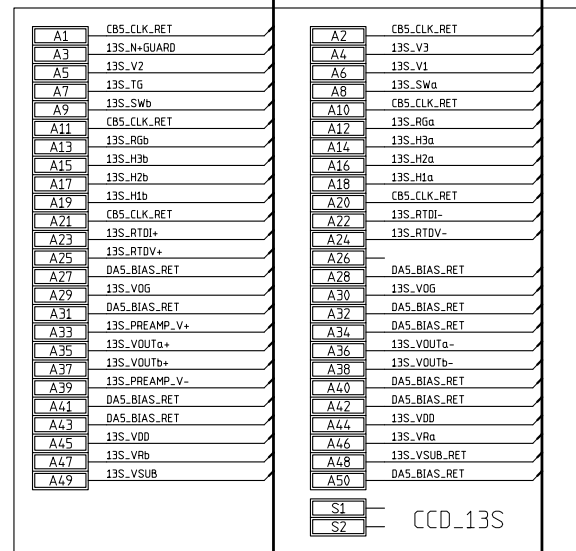 A1 CB5_CLK_RET
A3 13S_N+GUARD
A5 13S_V2
A7 13S_TG
A9 13S_SWb
A11 CB5_CLK_RET
A13 13S_RGb
A15 13S_H3b
A17 13S_H2b
A19 13S_H1b
A21 CB5_CLK_RET
A23 13S_RTDI+
A25 13S_RTDV+
A27 DA5_BIAS_RET
A29 13S_VOG
A31 DA5_BIAS_RET
A33 13S_PREAMP_V+
A35 13S_VOUTa+
A37 13S_VOUTb+
A39 13S_PREAMP_V-
A41 DA5_BIAS_RET
A43 DA5_BIAS_RET
A45 13S_VDD
A47 13S_VRb
A49 13S_VSUB
A2 CB5_CLK_RET
A4 13S_V3
A6 13S_V1
A8 13S_SWa
A10 CB5_CLK_RET
A12 13S_RGa
A14 13S_H3a
A16 13S_H2a
A18 13S_H1a
A20 CB5_CLK_RET
A22 13S_RTDI-
A24 13S_RTDV-
A26
A28 DA5_BIAS_RET
A30 13S_VOG
A32 DA5_BIAS_RET
A34 DA5_BIAS_RET
A36 13S_VOUTa-
A38 13S_VOUTb-
A40 DA5_BIAS_RET
A42 DA5_BIAS_RET
A44 13S_VDD
A46 13S_VRa
A48 13S_VSUB_RET
A50 DA5_BIAS_RET
S1
S2
CCD_13S